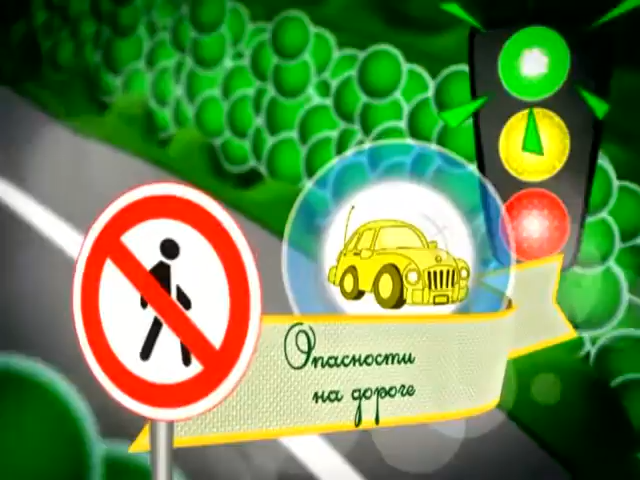 Опасности
на дороге